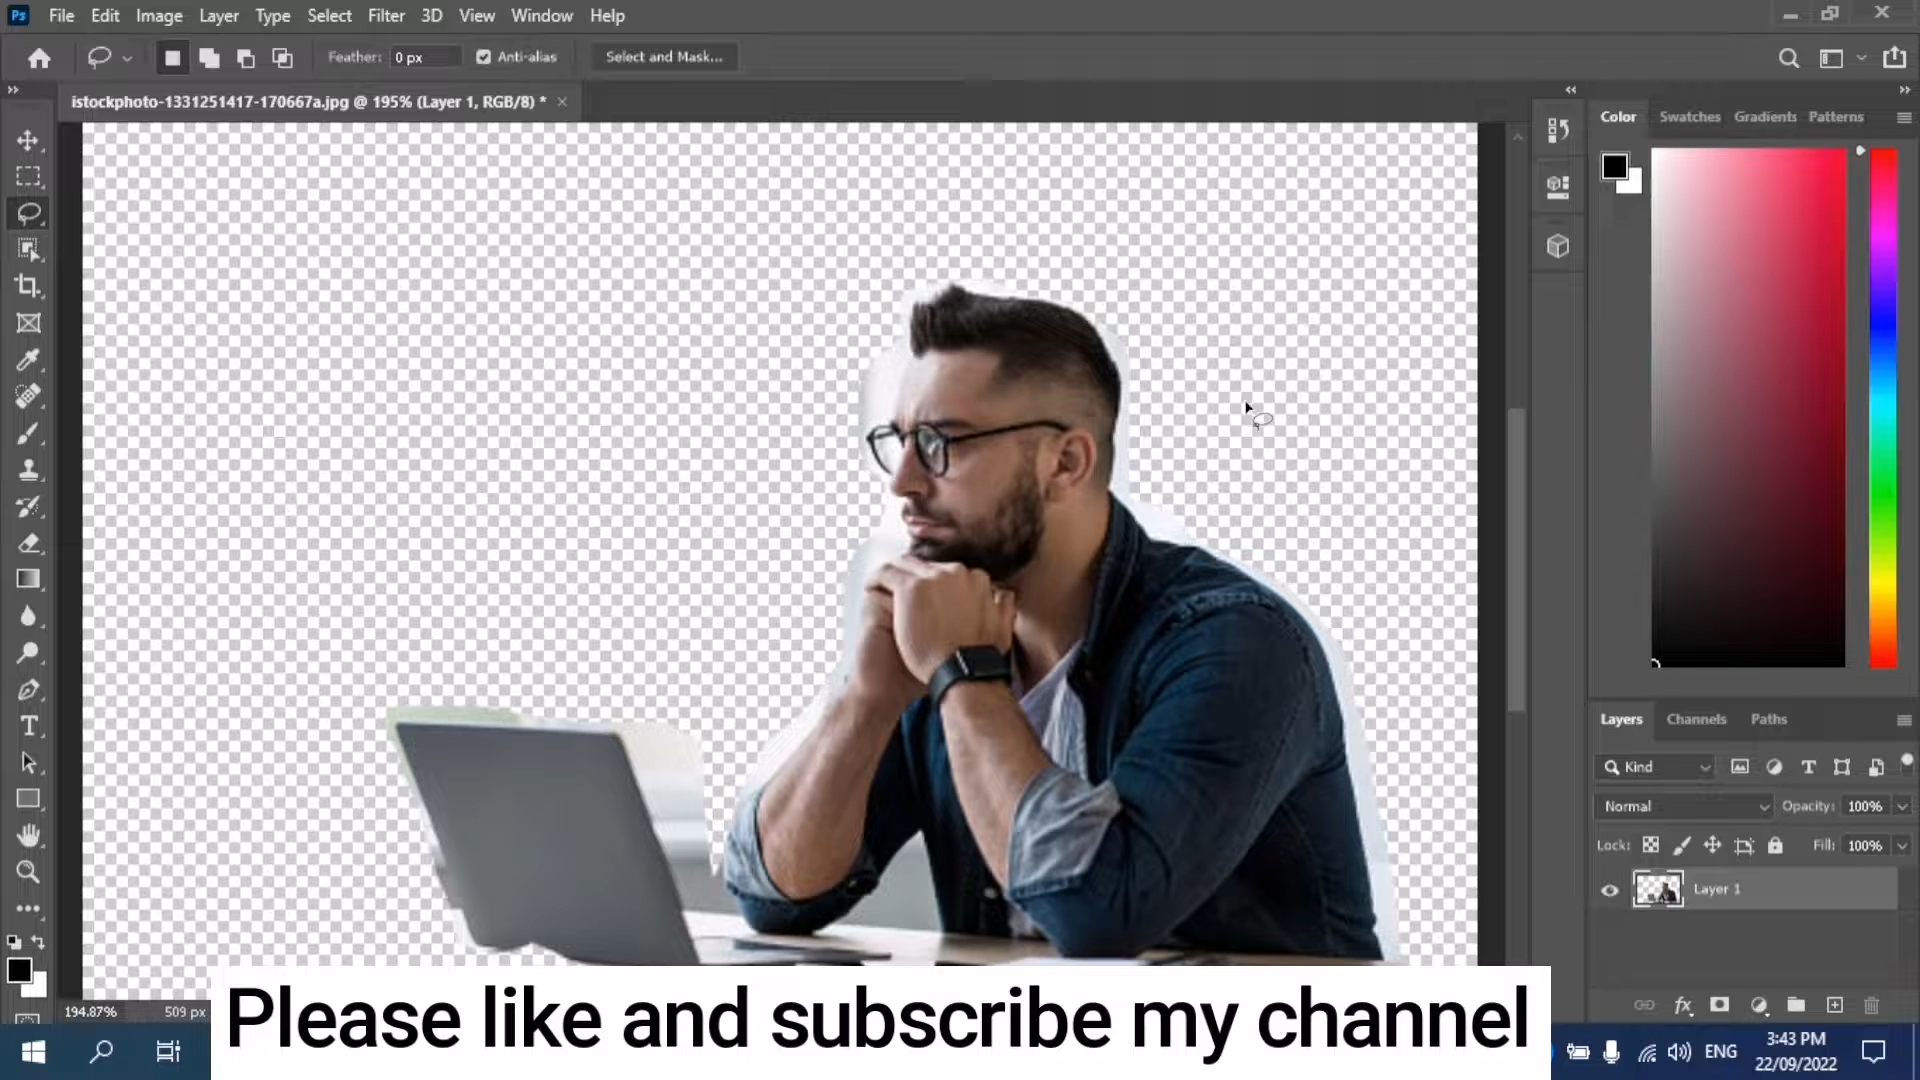 Ps File Edit Image Layer Type Select Filter 3D View Window Help
Feather: 0 px Anti-alias Select and Mask...
istockphoto-1331251417-170667a.jpg @ 195% (Layer 1, RGB/8) *
Color Swatches Gradients Patterns
Layers Channels Paths
Kind
Normal Opacity: 100%
Lock: Fill: 100%
Layer 1
fx
194.87% 509 px
Please like and subscribe my channel
ENG
3:43 PM
22/09/2022